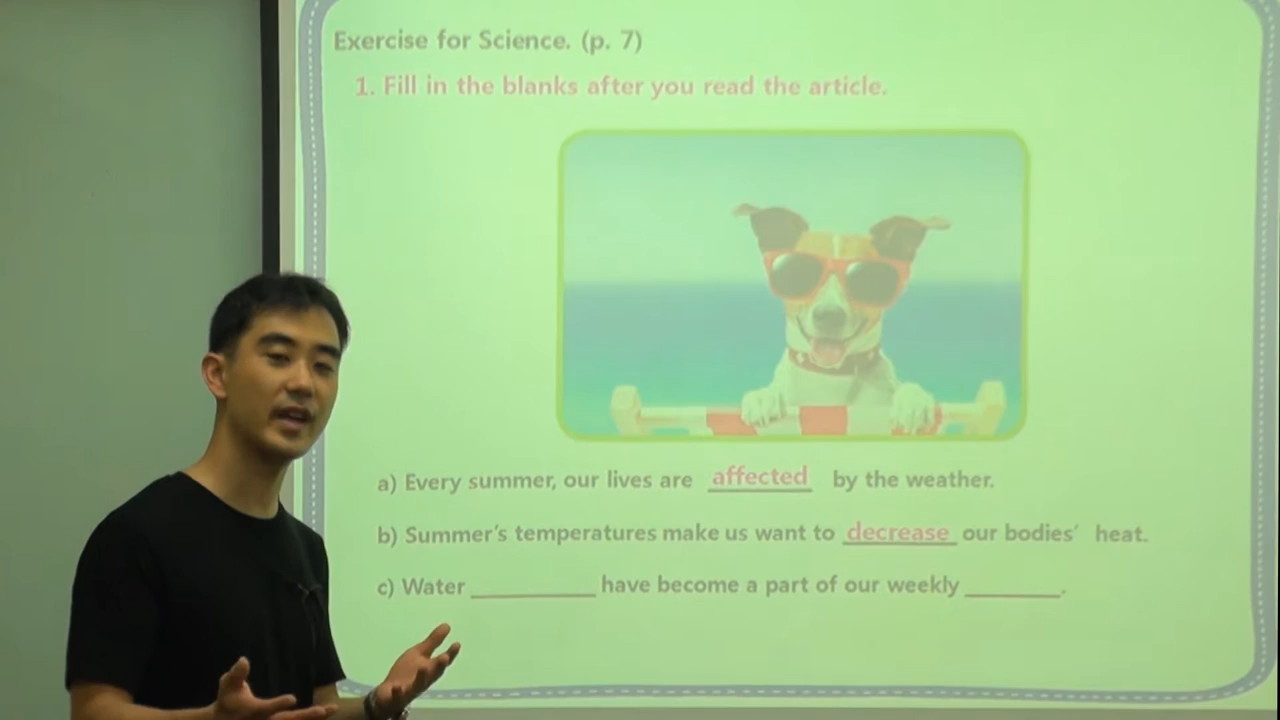 Exercise for Science. (p. 7)
1. Fill in the blanks after you read the article.
a) Every summer, our lives are affected by the weather.
b) Summer's temperatures make us want to decrease our bodies' heat.
c) Water __________ have become a part of our weekly ________.